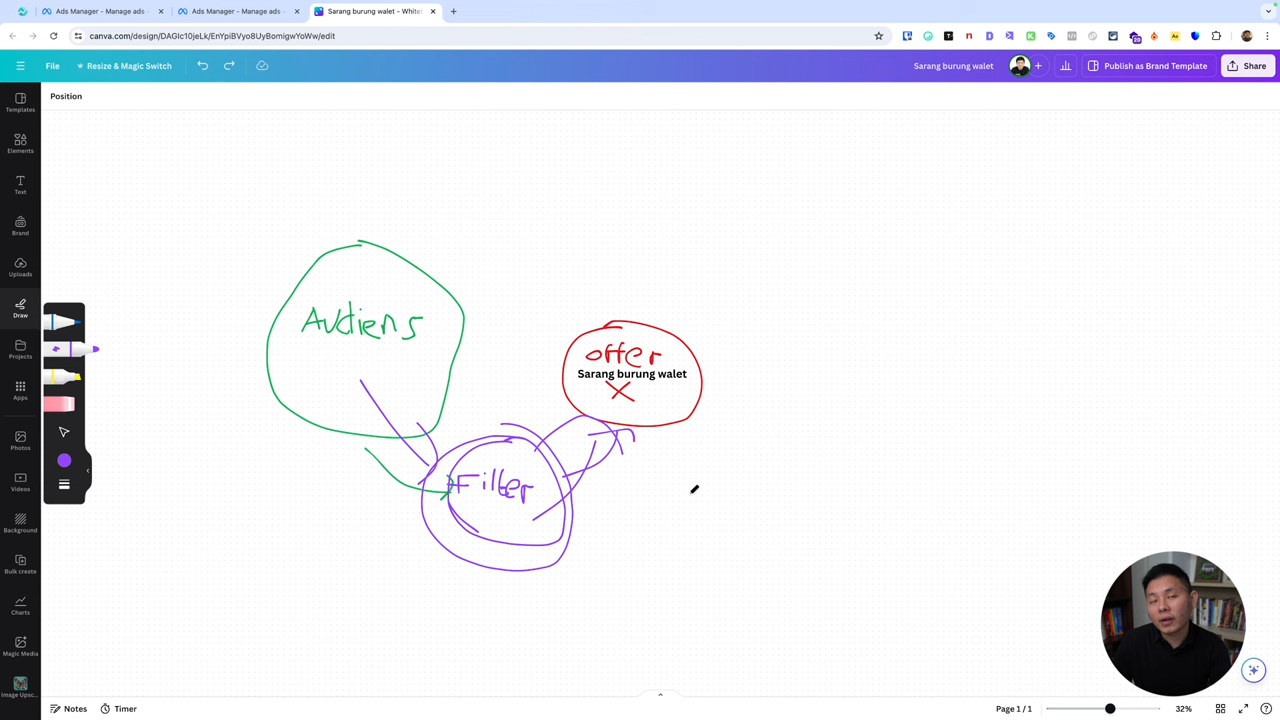 Ads Manager - Manage ads -
Ads Manager - Manage ads -
Sarang burung walet - White
canva.com/design/DAGlc10jeLk/EnYpiBVyo8UyBomigwYoWw/edit
File
Resize & Magic Switch
Sarang burung walet
Publish as Brand Template
Share
Position
Templates
Elements
Text
Brand
Uploads
Draw
Projects
Apps
Photos
Videos
Background
Bulk create
Charts
Magic Media
Image Upsc...
Audiens
offer
Sarang burung walet
X
Filter
Notes
Timer
Page 1 / 1
32%